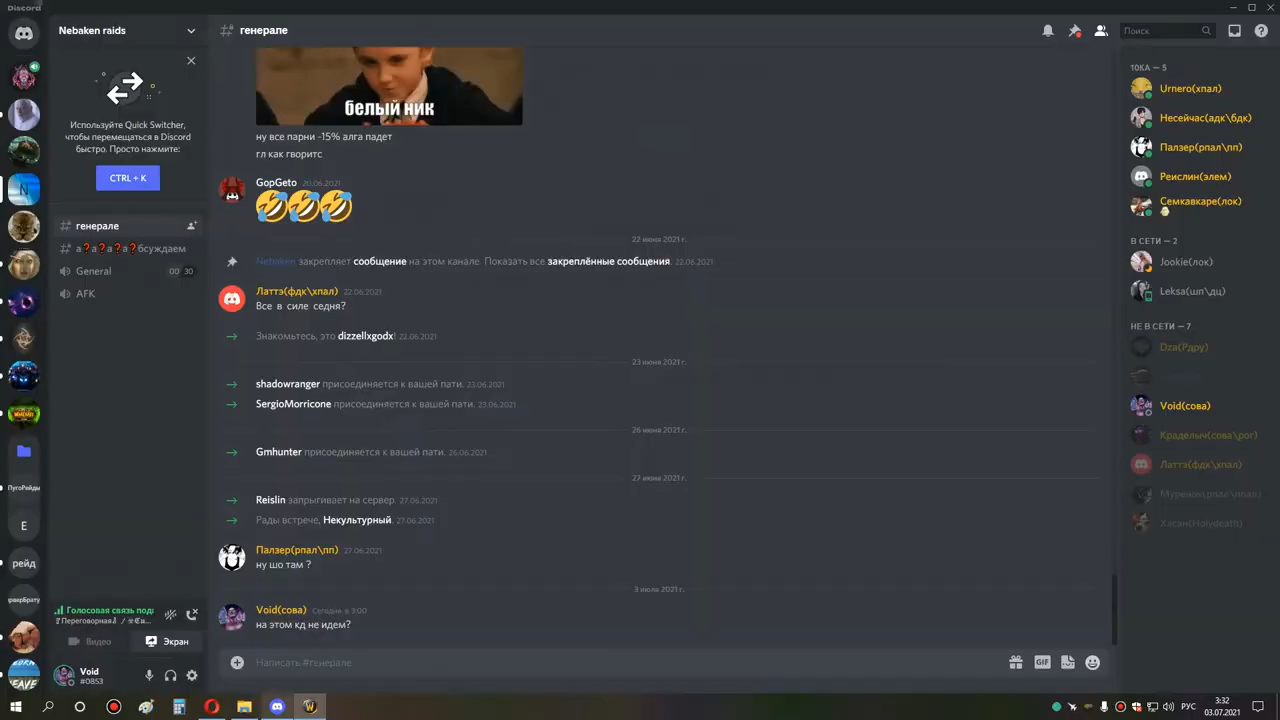 Discord
Nebaken raids
Используйте Quick Switcher,
чтобы перемещаться в Discord
быстро. Просто нажмите:
CTRL + K
генерале
а❓а❓а❓а❓бсуждаем
General
00 30
AFK
Голосовая связь подк
Видео
Экран
Void
#0853
ПугоРейды
E
рейд
ерверБрату
генерале
белый ник
ну все парни -15% алга падет
гл как гворитс
GopGeto 20.06.2021
🤣🤣🤣
22 июня 2021 г.
Nebaken закрепляет сообщение на этом канале. Показать все закреплённые сообщения. 22.06.2021
Латтэ(фдк\хпал) 22.06.2021
Все в силе седня?
Знакомьтесь, это dizzellxgodx! 22.06.2021
23 июня 2021 г.
shadowranger присоединяется к вашей пати. 23.06.2021
SergioMorricone присоединяется к вашей пати. 23.06.2021
26 июня 2021 г.
Gmhunter присоединяется к вашей пати. 26.06.2021
27 июня 2021 г.
Reislin запрыгивает на сервер. 27.06.2021
Рады встрече, Некультурный. 27.06.2021
Палзер(рпал\пп) 27.06.2021
ну шо там ?
3 июля 2021 г.
Void(сова) Сегодня, в 3:00
на этом кд не идем?
Написать #генерале
GIF
Поиск
10КА — 5
Urnero(хпал)
Несейчас(адк\бдк)
Палзер(рпал\пп)
Реислин(элем)
Семкавкаре(лок)
В СЕТИ — 2
Jookie(лок)
Leksa(шп\дц)
НЕ В СЕТИ — 7
Dza(Рдру)
Void(сова)
Краделыч(сова\рог)
Латтэ(фдк\хпал)
Хасан(Holydeath)
РУС
3:32
03.07.2021